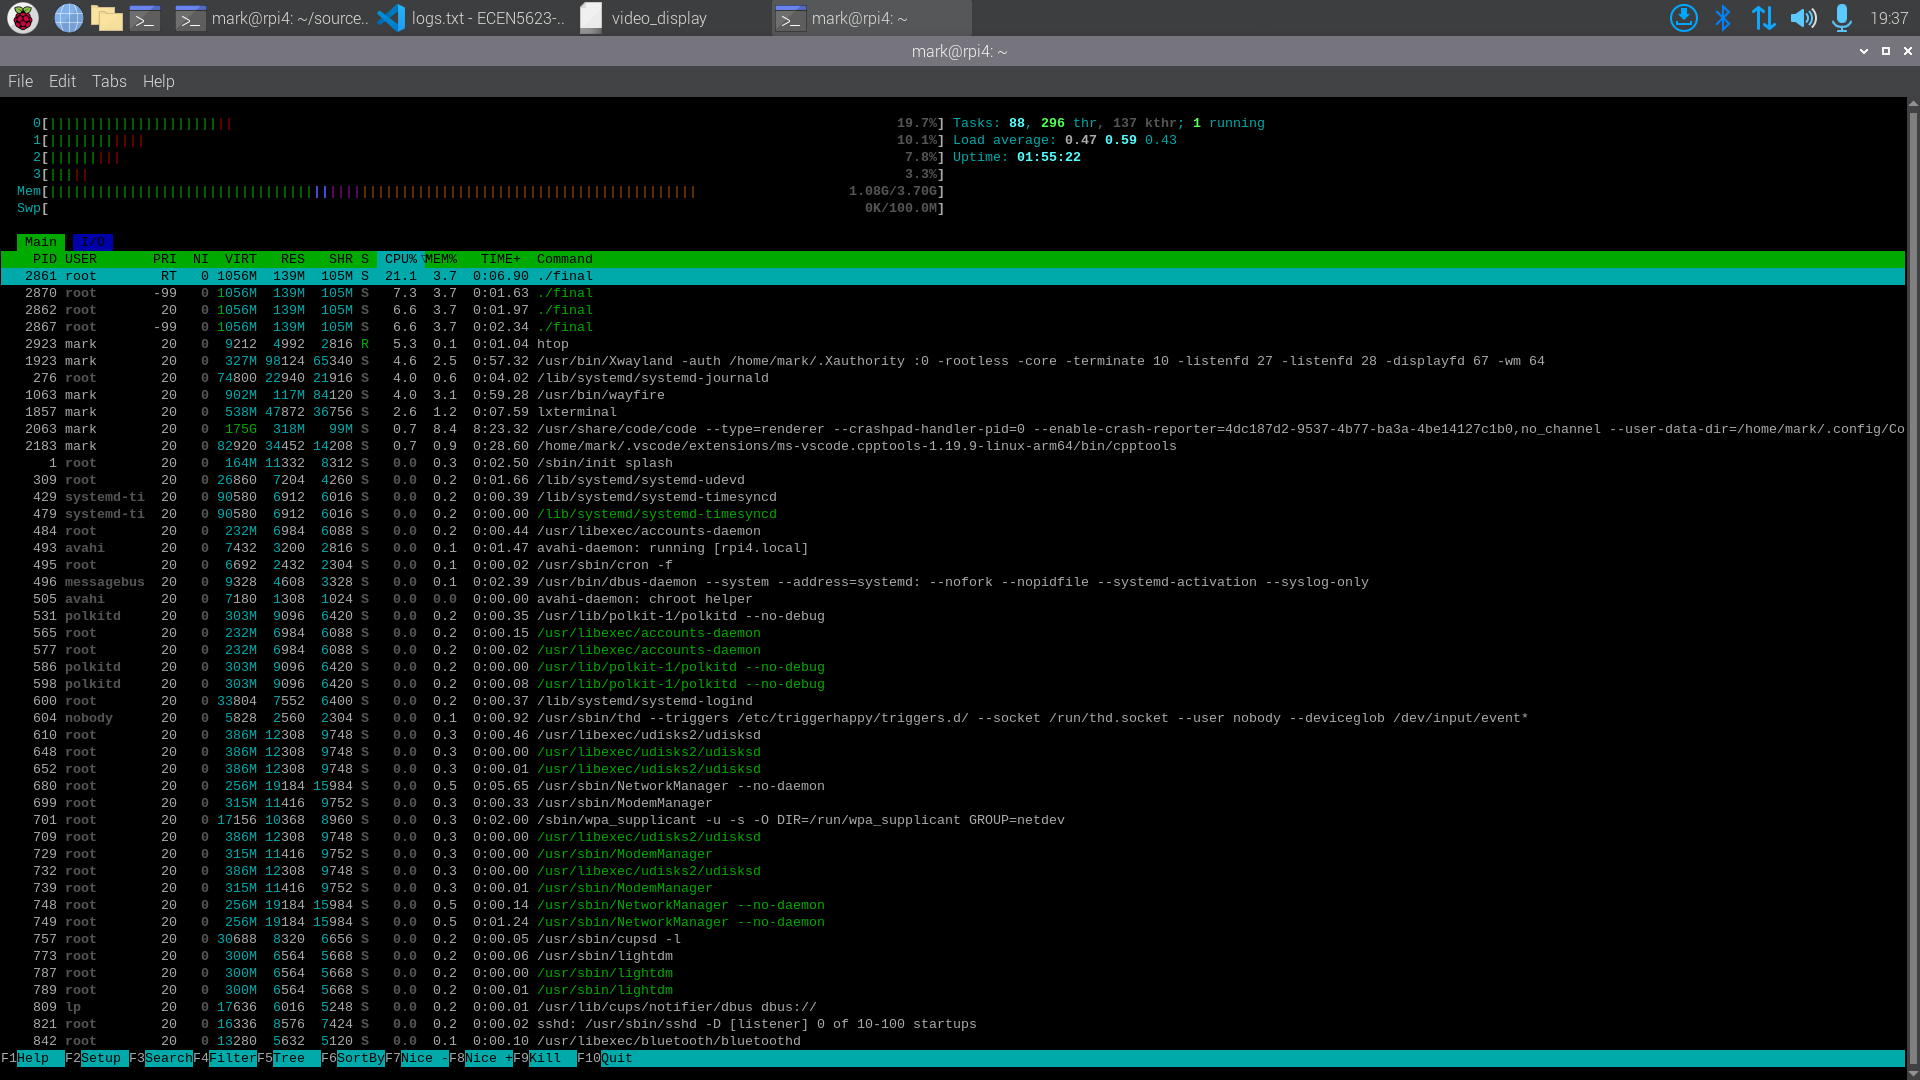 mark@rpi4: ~/source..
logs.txt - ECEN5623-..
video_display
mark@rpi4: ~
19:37
mark@rpi4: ~
File Edit Tabs Help
0[ 19.7%] Tasks: 88, 296 thr, 137 kthr; 1 running
1[ 10.1%] Load average: 0.47 0.59 0.43
2[ 7.8%] Uptime: 01:55:22
3[ 3.3%]
Mem[ 1.08G/3.70G]
Swp[ 0K/100.0M]
Main I/O
PID USER PRI NI VIRT RES SHR S CPU%▽MEM% TIME+ Command
2861 root RT 0 1056M 139M 105M S 21.1 3.7 0:06.90 ./final
2870 root -99 0 1056M 139M 105M S 7.3 3.7 0:01.63 ./final
2862 root 20 0 1056M 139M 105M S 6.6 3.7 0:01.97 ./final
2867 root -99 0 1056M 139M 105M S 6.6 3.7 0:02.34 ./final
2923 mark 20 0 9212 4992 2816 R 5.3 0.1 0:01.04 htop
1923 mark 20 0 327M 98124 65340 S 4.6 2.5 0:57.32 /usr/bin/Xwayland -auth /home/mark/.Xauthority :0 -rootless -core -terminate 10 -listenfd 27 -listenfd 28 -displayfd 67 -wm 64
276 root 20 0 74800 22940 21916 S 4.0 0.6 0:04.02 /lib/systemd/systemd-journald
1063 mark 20 0 902M 117M 84120 S 4.0 3.1 0:59.28 /usr/bin/wayfire
1857 mark 20 0 538M 47872 36756 S 2.6 1.2 0:07.59 lxterminal
2063 mark 20 0 175G 318M 99M S 0.7 8.4 8:23.32 /usr/share/code/code --type=renderer --crashpad-handler-pid=0 --enable-crash-reporter=4dc187d2-9537-4b77-ba3a-4be14127c1b0,no_channel --user-data-dir=/home/mark/.config/Co
2183 mark 20 0 82920 34452 14208 S 0.7 0.9 0:28.60 /home/mark/.vscode/extensions/ms-vscode.cpptools-1.19.9-linux-arm64/bin/cpptools
1 root 20 0 164M 11332 8312 S 0.0 0.3 0:02.50 /sbin/init splash
309 root 20 0 26860 7204 4260 S 0.0 0.2 0:01.66 /lib/systemd/systemd-udevd
429 systemd-ti 20 0 90580 6912 6016 S 0.0 0.2 0:00.39 /lib/systemd/systemd-timesyncd
479 systemd-ti 20 0 90580 6912 6016 S 0.0 0.2 0:00.00 /lib/systemd/systemd-timesyncd
484 root 20 0 232M 6984 6088 S 0.0 0.2 0:00.44 /usr/libexec/accounts-daemon
493 avahi 20 0 7432 3200 2816 S 0.0 0.1 0:01.47 avahi-daemon: running [rpi4.local]
495 root 20 0 6692 2432 2304 S 0.0 0.1 0:00.02 /usr/sbin/cron -f
496 messagebus 20 0 9328 4608 3328 S 0.0 0.1 0:02.39 /usr/bin/dbus-daemon --system --address=systemd: --nofork --nopidfile --systemd-activation --syslog-only
505 avahi 20 0 7180 1308 1024 S 0.0 0.0 0:00.00 avahi-daemon: chroot helper
531 polkitd 20 0 303M 9096 6420 S 0.0 0.2 0:00.35 /usr/lib/polkit-1/polkitd --no-debug
565 root 20 0 232M 6984 6088 S 0.0 0.2 0:00.15 /usr/libexec/accounts-daemon
577 root 20 0 232M 6984 6088 S 0.0 0.2 0:00.02 /usr/libexec/accounts-daemon
586 polkitd 20 0 303M 9096 6420 S 0.0 0.2 0:00.00 /usr/lib/polkit-1/polkitd --no-debug
598 polkitd 20 0 303M 9096 6420 S 0.0 0.2 0:00.08 /usr/lib/polkit-1/polkitd --no-debug
600 root 20 0 33804 7552 6400 S 0.0 0.2 0:00.37 /lib/systemd/systemd-logind
604 nobody 20 0 5828 2560 2304 S 0.0 0.1 0:00.92 /usr/sbin/thd --triggers /etc/triggerhappy/triggers.d/ --socket /run/thd.socket --user nobody --deviceglob /dev/input/event*
610 root 20 0 386M 12308 9748 S 0.0 0.3 0:00.46 /usr/libexec/udisks2/udisksd
648 root 20 0 386M 12308 9748 S 0.0 0.3 0:00.00 /usr/libexec/udisks2/udisksd
652 root 20 0 386M 12308 9748 S 0.0 0.3 0:00.01 /usr/libexec/udisks2/udisksd
680 root 20 0 256M 19184 15984 S 0.0 0.5 0:05.65 /usr/sbin/NetworkManager --no-daemon
699 root 20 0 315M 11416 9752 S 0.0 0.3 0:00.33 /usr/sbin/ModemManager
701 root 20 0 17156 10368 8960 S 0.0 0.3 0:02.00 /sbin/wpa_supplicant -u -s -O DIR=/run/wpa_supplicant GROUP=netdev
709 root 20 0 386M 12308 9748 S 0.0 0.3 0:00.00 /usr/libexec/udisks2/udisksd
729 root 20 0 315M 11416 9752 S 0.0 0.3 0:00.00 /usr/sbin/ModemManager
732 root 20 0 386M 12308 9748 S 0.0 0.3 0:00.00 /usr/libexec/udisks2/udisksd
739 root 20 0 315M 11416 9752 S 0.0 0.3 0:00.01 /usr/sbin/ModemManager
748 root 20 0 256M 19184 15984 S 0.0 0.5 0:00.14 /usr/sbin/NetworkManager --no-daemon
749 root 20 0 256M 19184 15984 S 0.0 0.5 0:01.24 /usr/sbin/NetworkManager --no-daemon
757 root 20 0 30688 8320 6656 S 0.0 0.2 0:00.05 /usr/sbin/cupsd -l
773 root 20 0 300M 6564 5668 S 0.0 0.2 0:00.06 /usr/sbin/lightdm
787 root 20 0 300M 6564 5668 S 0.0 0.2 0:00.00 /usr/sbin/lightdm
789 root 20 0 300M 6564 5668 S 0.0 0.2 0:00.01 /usr/sbin/lightdm
809 lp 20 0 17636 6016 5248 S 0.0 0.2 0:00.01 /usr/lib/cups/notifier/dbus dbus://
821 root 20 0 16336 8576 7424 S 0.0 0.2 0:00.02 sshd: /usr/sbin/sshd -D [listener] 0 of 10-100 startups
842 root 20 0 13280 5632 5120 S 0.0 0.1 0:00.10 /usr/libexec/bluetooth/bluetoothd
F1Help F2Setup F3SearchF4FilterF5Tree F6SortByF7Nice -F8Nice +F9Kill F10Quit